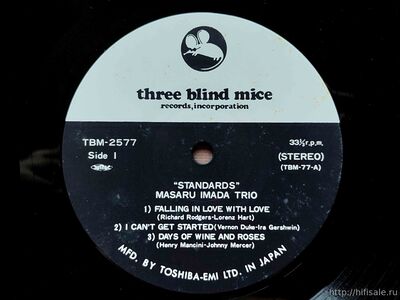 three blind mice
records, incorporation
TBM-2577
Side 1
33⅓ r.p.m.
(STEREO)
(TBM-77-A)
"STANDARDS"
MASARU IMADA TRIO
1) FALLING IN LOVE WITH LOVE
(Richard Rodgers-Lorenz Hart)
2) I CAN'T GET STARTED (Vernon Duke-Ira Gershwin)
3) DAYS OF WINE AND ROSES
(Henry Mancini-Johnny Mercer)
MFD. BY TOSHIBA-EMI LTD. IN JAPAN
http://hifisale.ru